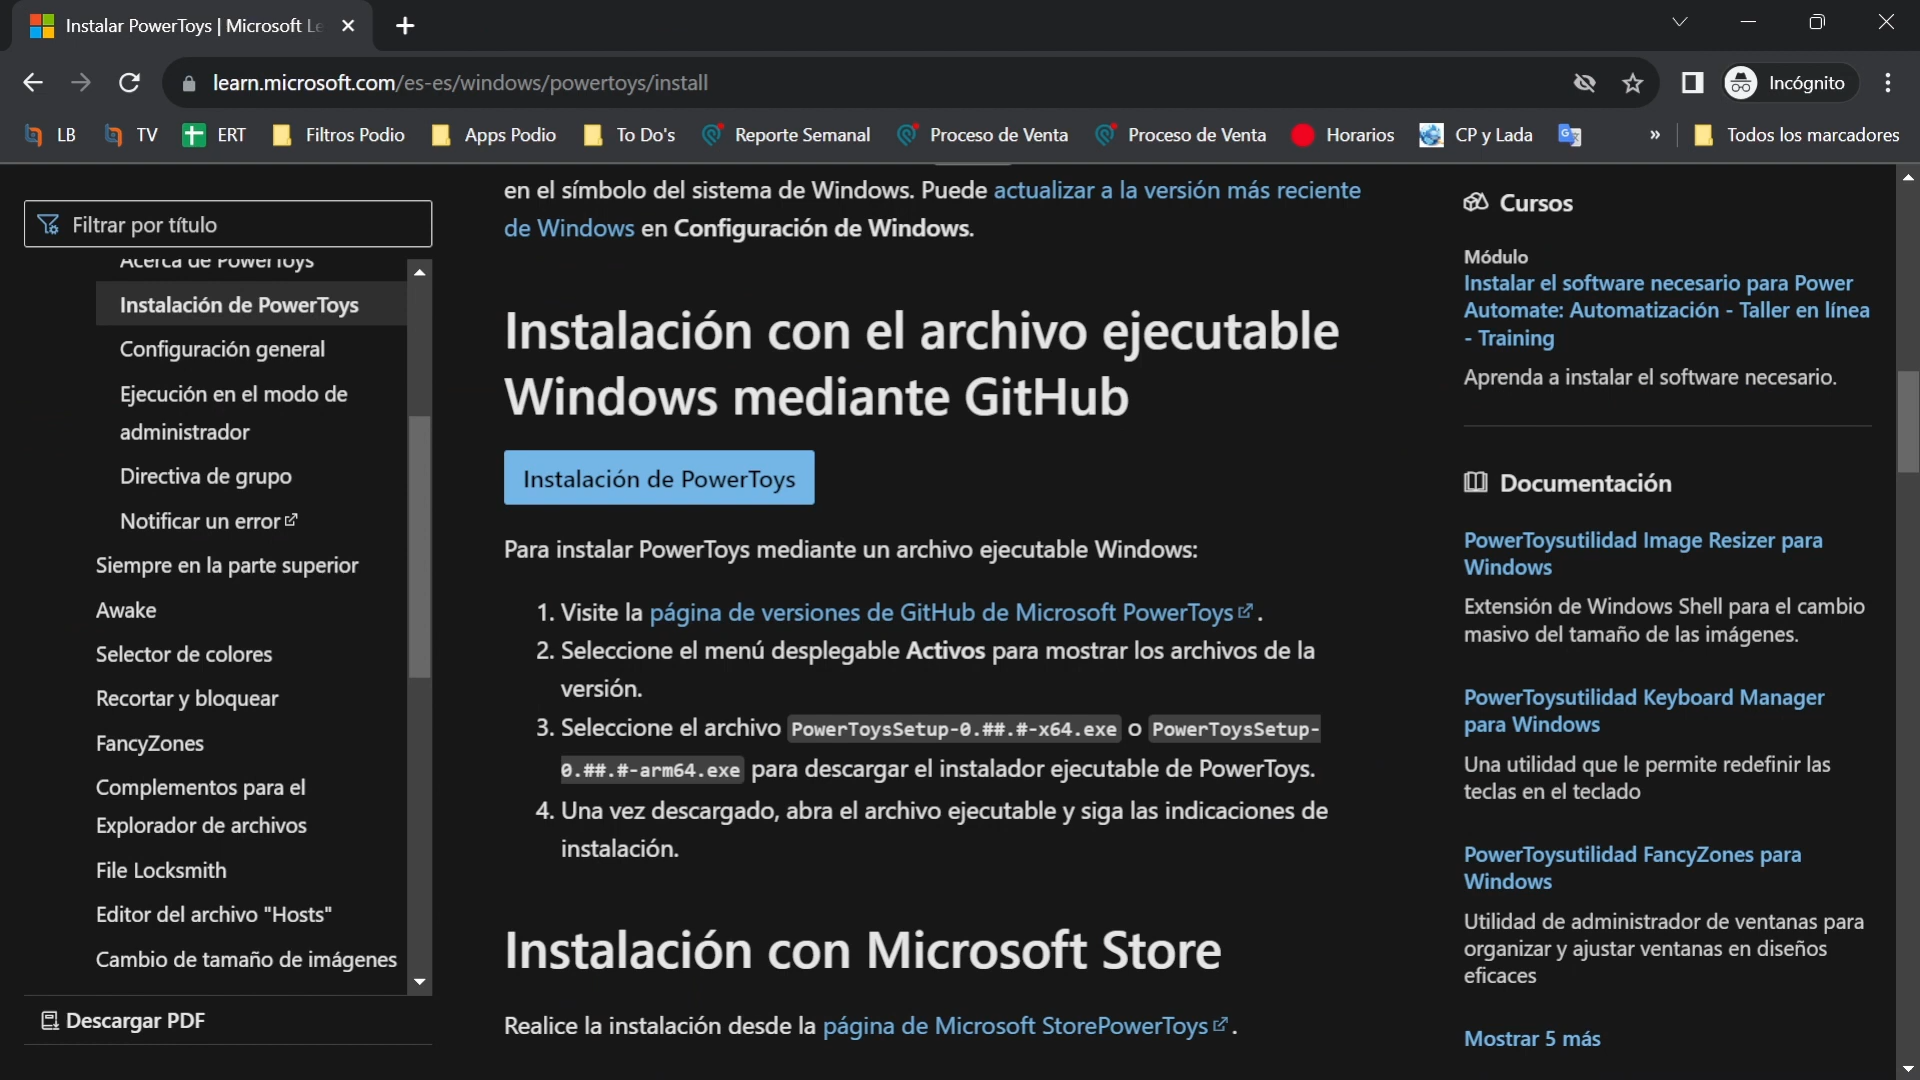 Instalar PowerToys | Microsoft Le
learn.microsoft.com/es-es/windows/powertoys/install
Incógnito
LB
TV
ERT
Filtros Podio
Apps Podio
To Do's
Reporte Semanal
Proceso de Venta
Proceso de Venta
Horarios
CP y Lada
»
Todos los marcadores
Filtrar por título
Acerca de PowerToys
Instalación de PowerToys
Configuración general
Ejecución en el modo de
administrador
Directiva de grupo
Notificar un error
Siempre en la parte superior
Awake
Selector de colores
Recortar y bloquear
FancyZones
Complementos para el
Explorador de archivos
File Locksmith
Editor del archivo "Hosts"
Cambio de tamaño de imágenes
Descargar PDF
en el símbolo del sistema de Windows. Puede actualizar a la versión más reciente
de Windows en Configuración de Windows.
Instalación con el archivo ejecutable
Windows mediante GitHub
Instalación de PowerToys
Para instalar PowerToys mediante un archivo ejecutable Windows:
1. Visite la página de versiones de GitHub de Microsoft PowerToys.
2. Seleccione el menú desplegable Activos para mostrar los archivos de la
versión.
3. Seleccione el archivo PowerToysSetup-0.##.#-x64.exe o PowerToysSetup-
0.##.#-arm64.exe para descargar el instalador ejecutable de PowerToys.
4. Una vez descargado, abra el archivo ejecutable y siga las indicaciones de
instalación.
Instalación con Microsoft Store
Realice la instalación desde la página de Microsoft StorePowerToys.
Cursos
Módulo
Instalar el software necesario para Power
Automate: Automatización - Taller en línea
- Training
Aprenda a instalar el software necesario.
Documentación
PowerToysutilidad Image Resizer para
Windows
Extensión de Windows Shell para el cambio
masivo del tamaño de las imágenes.
PowerToysutilidad Keyboard Manager
para Windows
Una utilidad que le permite redefinir las
teclas en el teclado
PowerToysutilidad FancyZones para
Windows
Utilidad de administrador de ventanas para
organizar y ajustar ventanas en diseños
eficaces
Mostrar 5 más